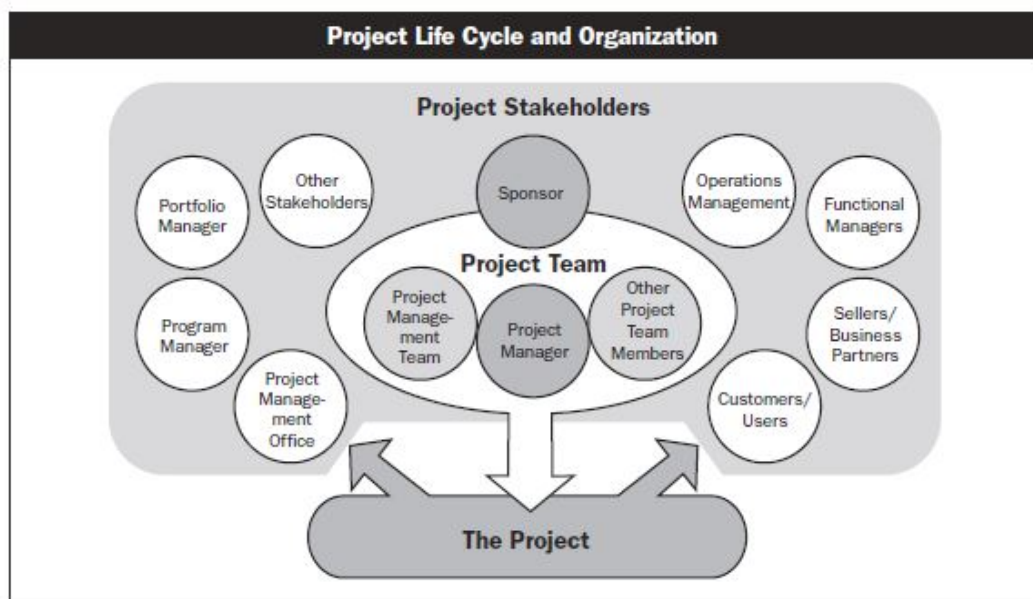 Project Life Cycle and Organization
Project Stakeholders
Portfolio
Manager
Other
Stakeholders
Sponsor
Operations
Management
Functional
Managers
Project Team
Program
Manager
Project
Manage-
ment
Team
Project
Manager
Other
Project
Team
Members
Sellers/
Business
Partners
Project
Manage-
ment
Office
Customers/
Users
The Project